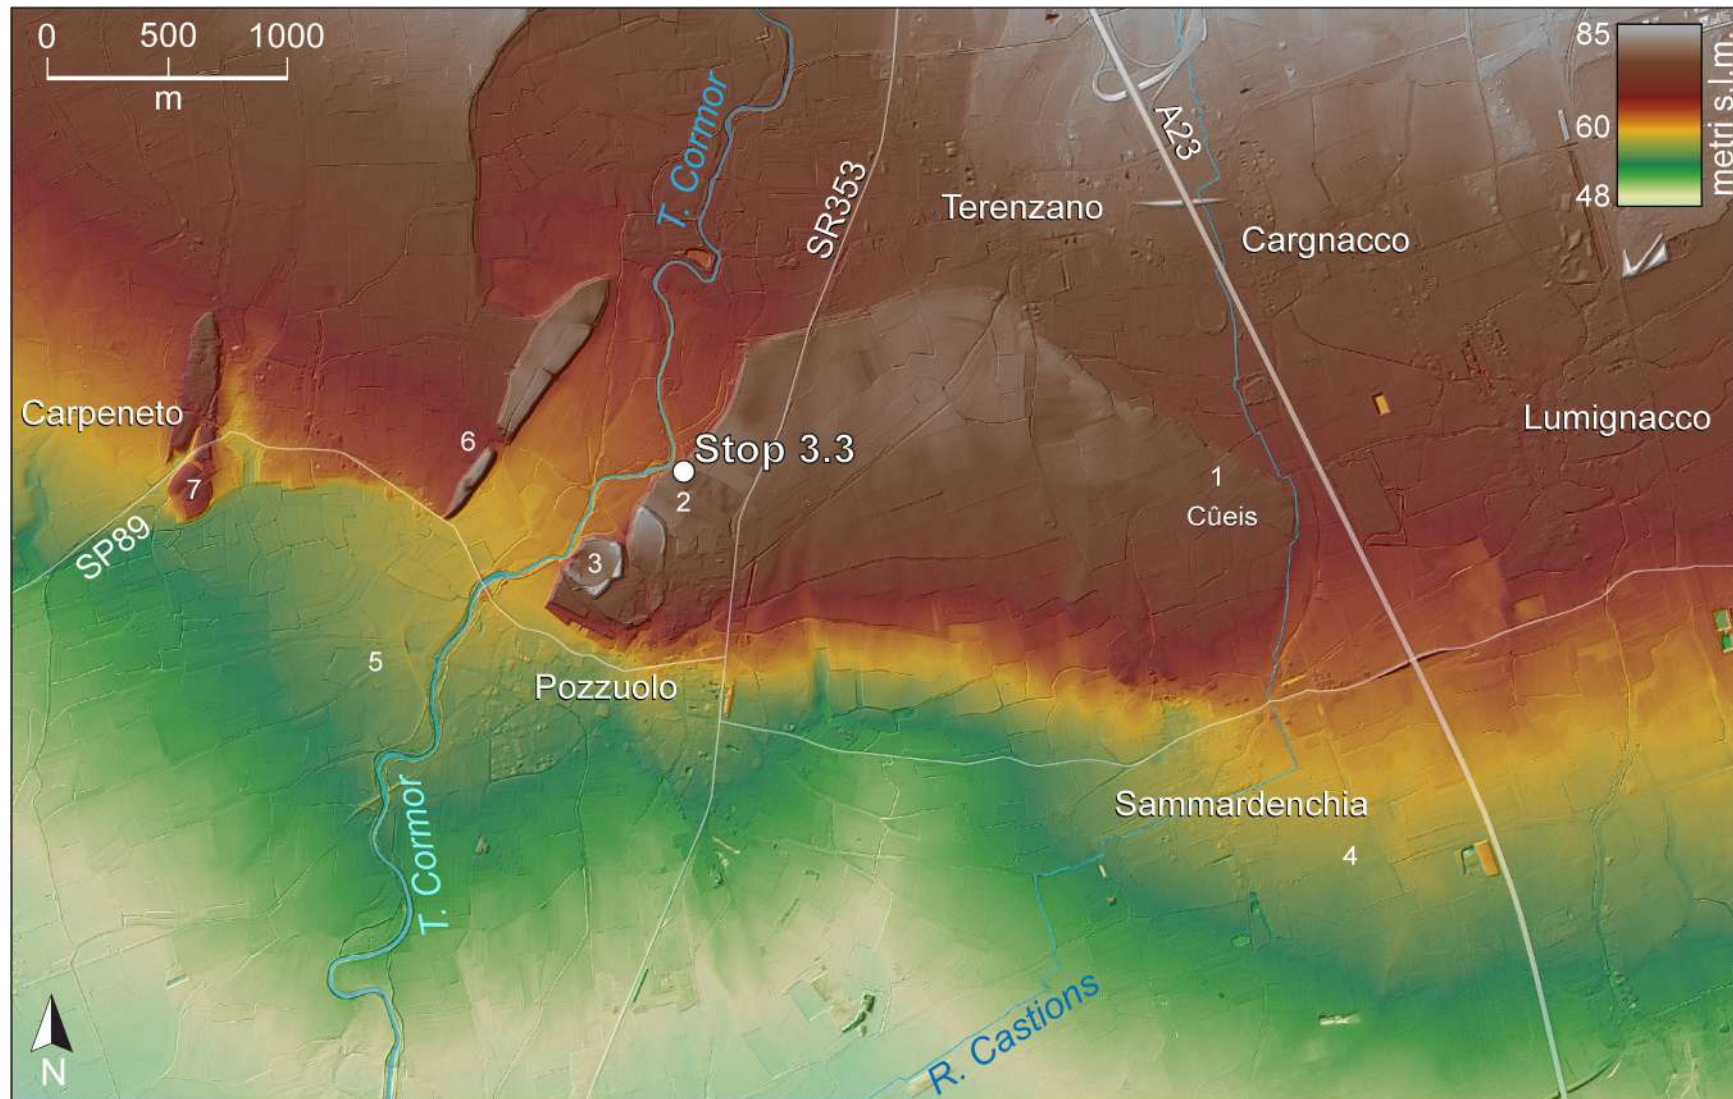 0 500 1000
m
85
60
48
metri s.l.m.
T. Cormor
SR353
A23
Terenzano
Cargnacco
Carpeneto
Lumignacco
6
Stop 3.3
7
2
1
Cûeis
SP89
3
5
Pozzuolo
Sammardenchia
4
T. Cormor
R. Castions
N